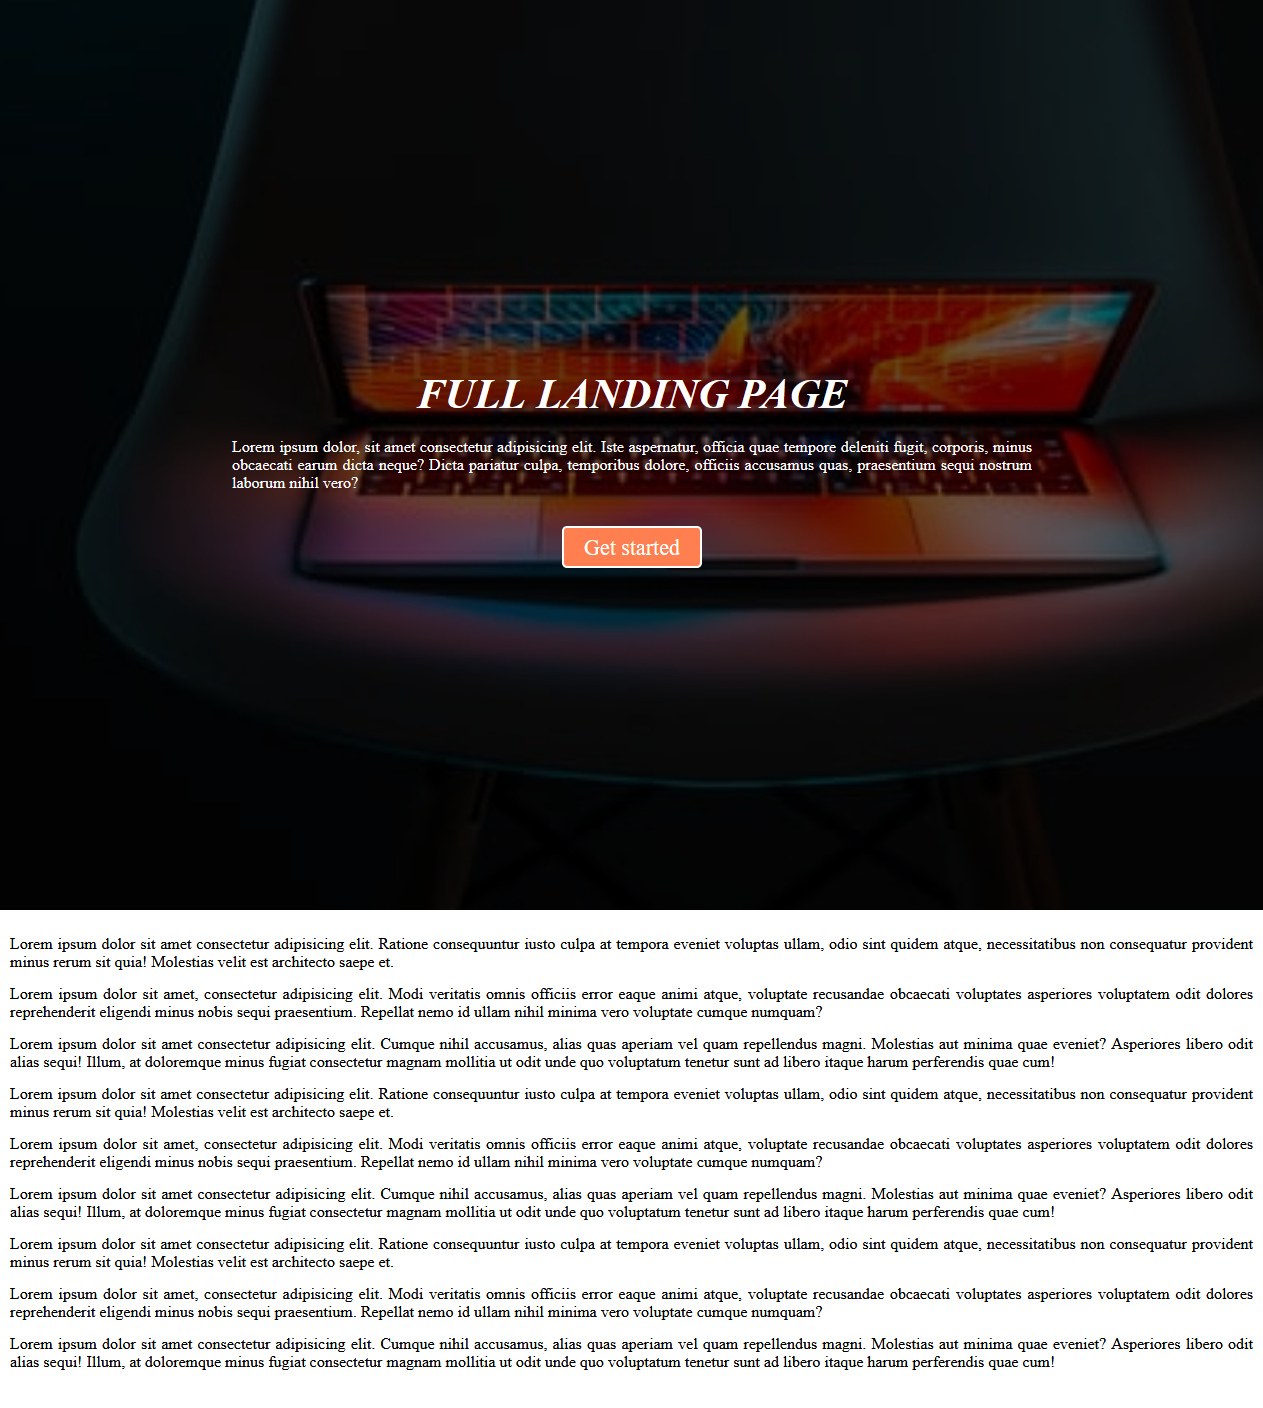 FULL LANDING PAGE
Lorem ipsum dolor, sit amet consectetur adipisicing elit. Iste aspernatur, officia quae tempore deleniti fugit, corporis, minus
obcaecati earum dicta neque? Dicta pariatur culpa, temporibus dolore, officiis accusamus quas, praesentium sequi nostrum
laborum nihil vero?
Get started
Lorem ipsum dolor sit amet consectetur adipisicing elit. Ratione consequuntur iusto culpa at tempora eveniet voluptas ullam, odio sint quidem atque, necessitatibus non consequatur provident
minus rerum sit quia! Molestias velit est architecto saepe et.
Lorem ipsum dolor sit amet, consectetur adipisicing elit. Modi veritatis omnis officiis error eaque animi atque, voluptate recusandae obcaecati voluptates asperiores voluptatem odit dolores
reprehenderit eligendi minus nobis sequi praesentium. Repellat nemo id ullam nihil minima vero voluptate cumque numquam?
Lorem ipsum dolor sit amet consectetur adipisicing elit. Cumque nihil accusamus, alias quas aperiam vel quam repellendus magni. Molestias aut minima quae eveniet? Asperiores libero odit
alias sequi! Illum, at doloremque minus fugiat consectetur magnam mollitia ut odit unde quo voluptatum tenetur sunt ad libero itaque harum perferendis quae cum!
Lorem ipsum dolor sit amet consectetur adipisicing elit. Ratione consequuntur iusto culpa at tempora eveniet voluptas ullam, odio sint quidem atque, necessitatibus non consequatur provident
minus rerum sit quia! Molestias velit est architecto saepe et.
Lorem ipsum dolor sit amet, consectetur adipisicing elit. Modi veritatis omnis officiis error eaque animi atque, voluptate recusandae obcaecati voluptates asperiores voluptatem odit dolores
reprehenderit eligendi minus nobis sequi praesentium. Repellat nemo id ullam nihil minima vero voluptate cumque numquam?
Lorem ipsum dolor sit amet consectetur adipisicing elit. Cumque nihil accusamus, alias quas aperiam vel quam repellendus magni. Molestias aut minima quae eveniet? Asperiores libero odit
alias sequi! Illum, at doloremque minus fugiat consectetur magnam mollitia ut odit unde quo voluptatum tenetur sunt ad libero itaque harum perferendis quae cum!
Lorem ipsum dolor sit amet consectetur adipisicing elit. Ratione consequuntur iusto culpa at tempora eveniet voluptas ullam, odio sint quidem atque, necessitatibus non consequatur provident
minus rerum sit quia! Molestias velit est architecto saepe et.
Lorem ipsum dolor sit amet, consectetur adipisicing elit. Modi veritatis omnis officiis error eaque animi atque, voluptate recusandae obcaecati voluptates asperiores voluptatem odit dolores
reprehenderit eligendi minus nobis sequi praesentium. Repellat nemo id ullam nihil minima vero voluptate cumque numquam?
Lorem ipsum dolor sit amet consectetur adipisicing elit. Cumque nihil accusamus, alias quas aperiam vel quam repellendus magni. Molestias aut minima quae eveniet? Asperiores libero odit
alias sequi! Illum, at doloremque minus fugiat consectetur magnam mollitia ut odit unde quo voluptatum tenetur sunt ad libero itaque harum perferendis quae cum!